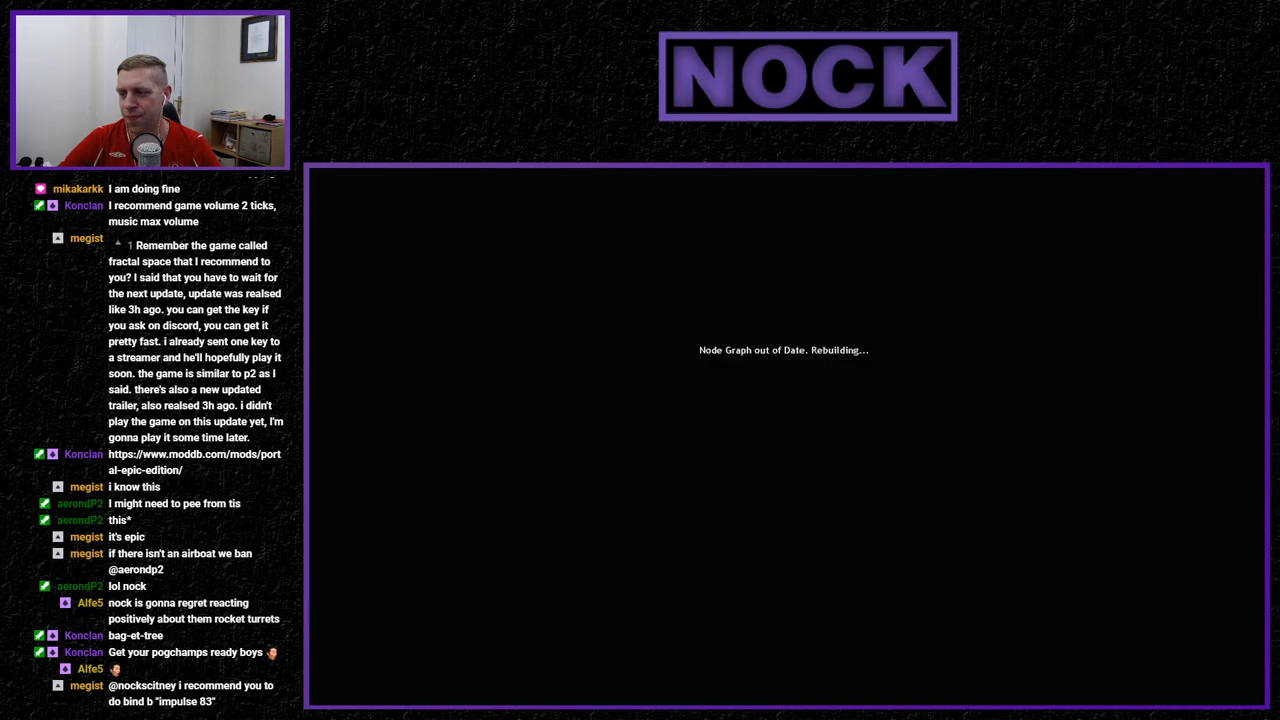 NOCK
mikakarkk I am doing fine
Konclan I recommend game volume 2 ticks,
music max volume
megist 1 Remember the game called
fractal space that I recommend to
you? I said that you have to wait for
the next update, update was realsed
like 3h ago. you can get the key if
you ask on discord, you can get it
pretty fast. i already sent one key to
a streamer and he'll hopefully play it
soon. the game is similar to p2 as I
said. there's also a new updated
trailer, also realsed 3h ago. i didn't
play the game on this update yet, I'm
gonna play it some time later.
Konclan https://www.moddb.com/mods/port
al-epic-edition/
megist i know this
aerondP2 I might need to pee from tis
aerondP2 this*
megist it's epic
megist if there isn't an airboat we ban
@aerondp2
aerondP2 lol nock
Alfe5 nock is gonna regret reacting
positively about them rocket turrets
Konclan bag-et-tree
Konclan Get your pogchamps ready boys
Alfe5
megist @nockscitney i recommend you to
do bind b "impulse 83"
Node Graph out of Date. Rebuilding...